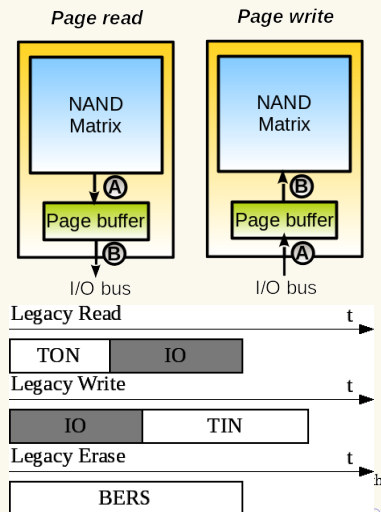 Page read Page write
NAND
Matrix
NAND
Matrix
A
B
Page buffer
Page buffer
B
A
I/O bus I/O bus
Legacy Read t
TON IO
Legacy Write t
IO TIN
Legacy Erase t
BERS